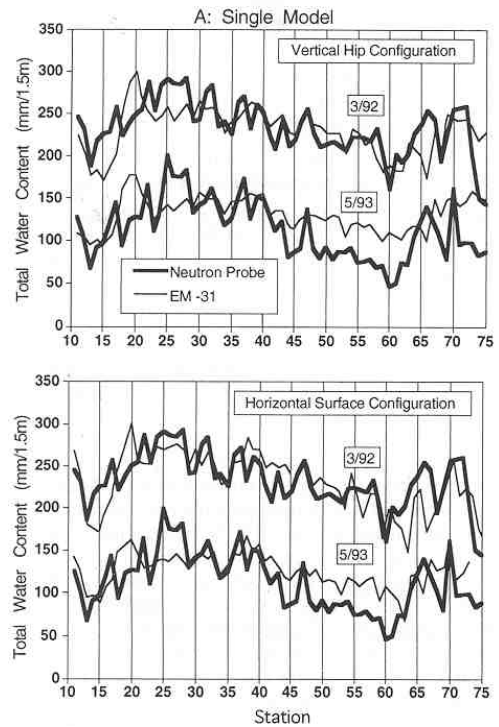 A: Single Model
Vertical Hip Configuration
Total Water Content (mm/1.5m)
350
300
250
200
150
100
50
0
3/92
5/93
Neutron Probe
EM -31
10 15 20 25 30 35 40 45 50 55 60 65 70 75
Horizontal Surface Configuration
Total Water Content (mm/1.5m)
350
300
250
200
150
100
50
0
3/92
5/93
10 15 20 25 30 35 40 45 50 55 60 65 70 75
Station